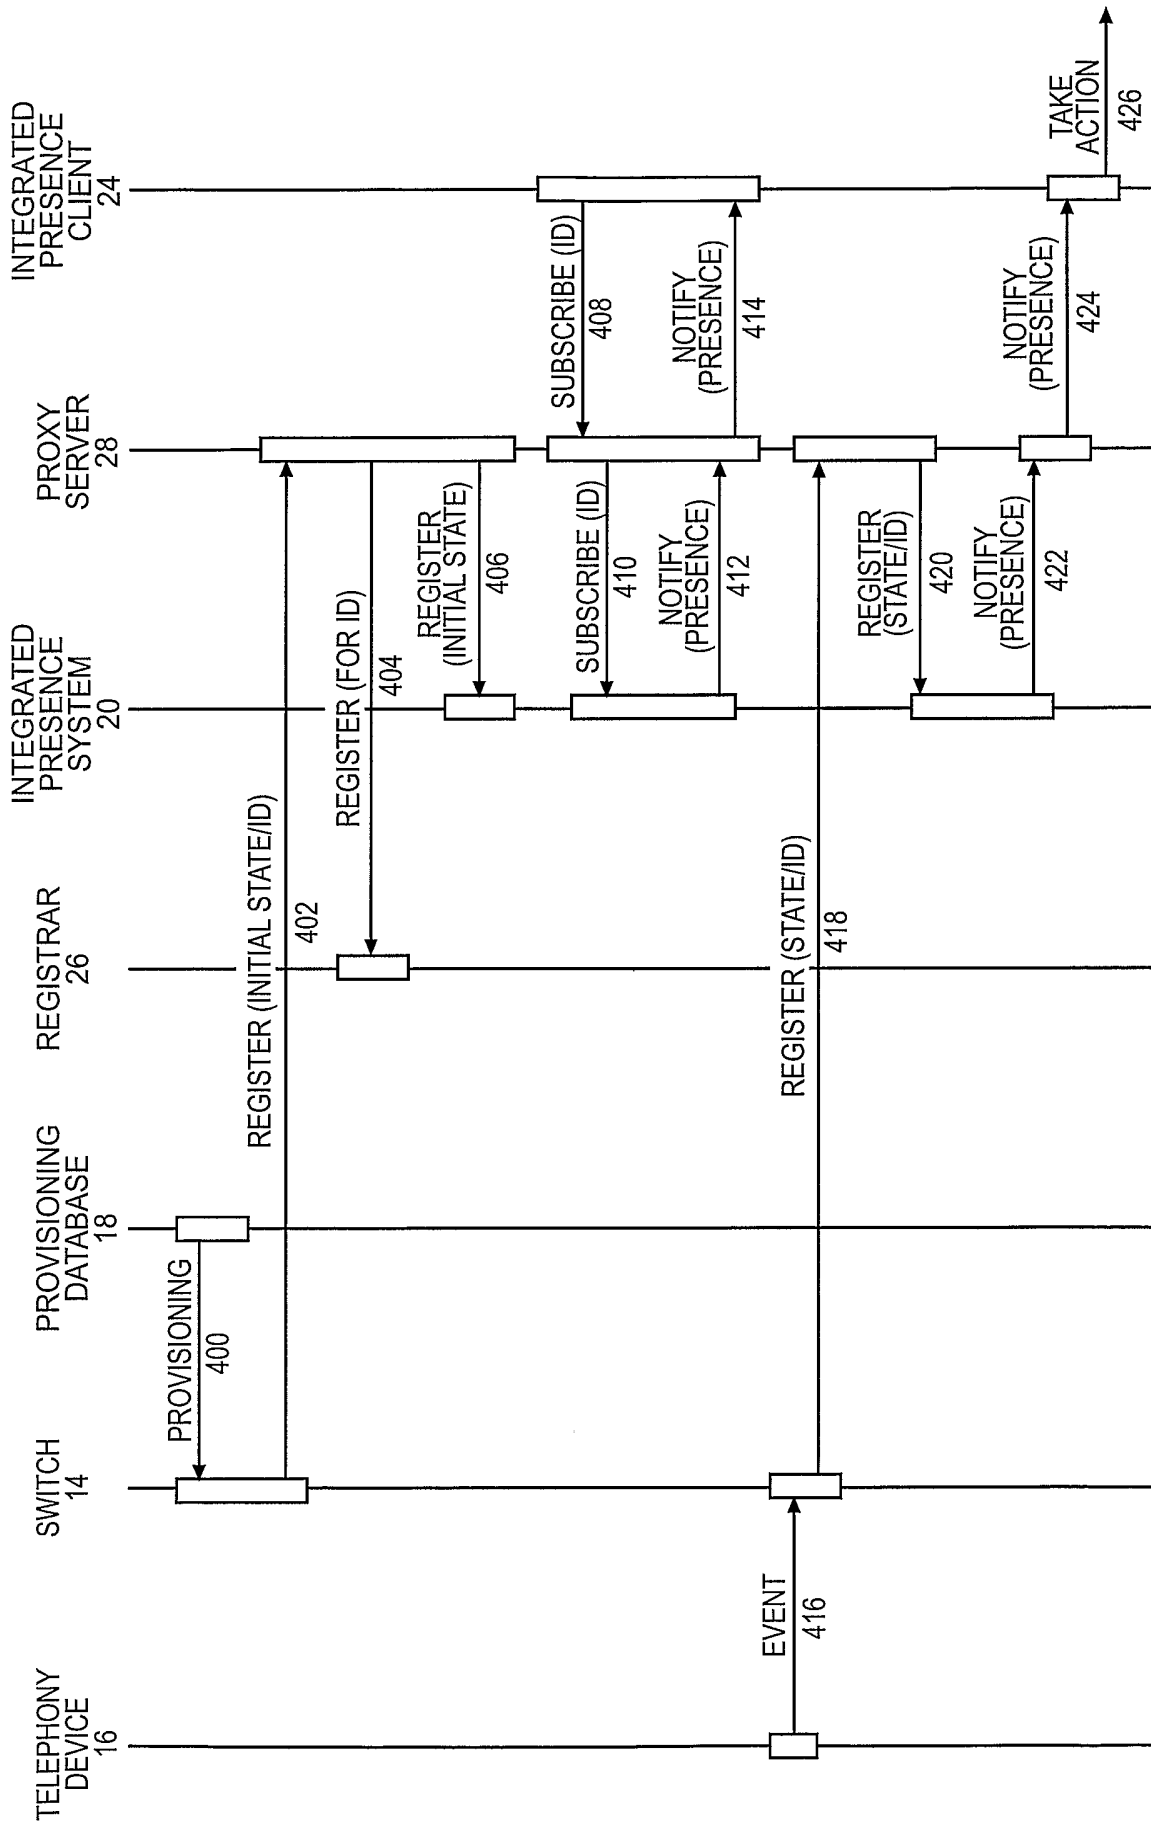 TELEPHONY
DEVICE
16
SWITCH
14
PROVISIONING
DATABASE
18
REGISTRAR
26
INTEGRATED
PRESENCE
SYSTEM
20
PROXY
SERVER
28
INTEGRATED
PRESENCE
CLIENT
24
PROVISIONING
400
REGISTER (INITIAL STATE/ID)
402
REGISTER (FOR ID)
404
REGISTER
(INITIAL STATE)
406
SUBSCRIBE (ID)
408
SUBSCRIBE (ID)
410
NOTIFY
(PRESENCE)
412
NOTIFY
(PRESENCE)
414
EVENT
416
REGISTER (STATE/ID)
418
REGISTER
(STATE/ID)
420
NOTIFY
(PRESENCE)
422
NOTIFY
(PRESENCE)
424
TAKE
ACTION
426